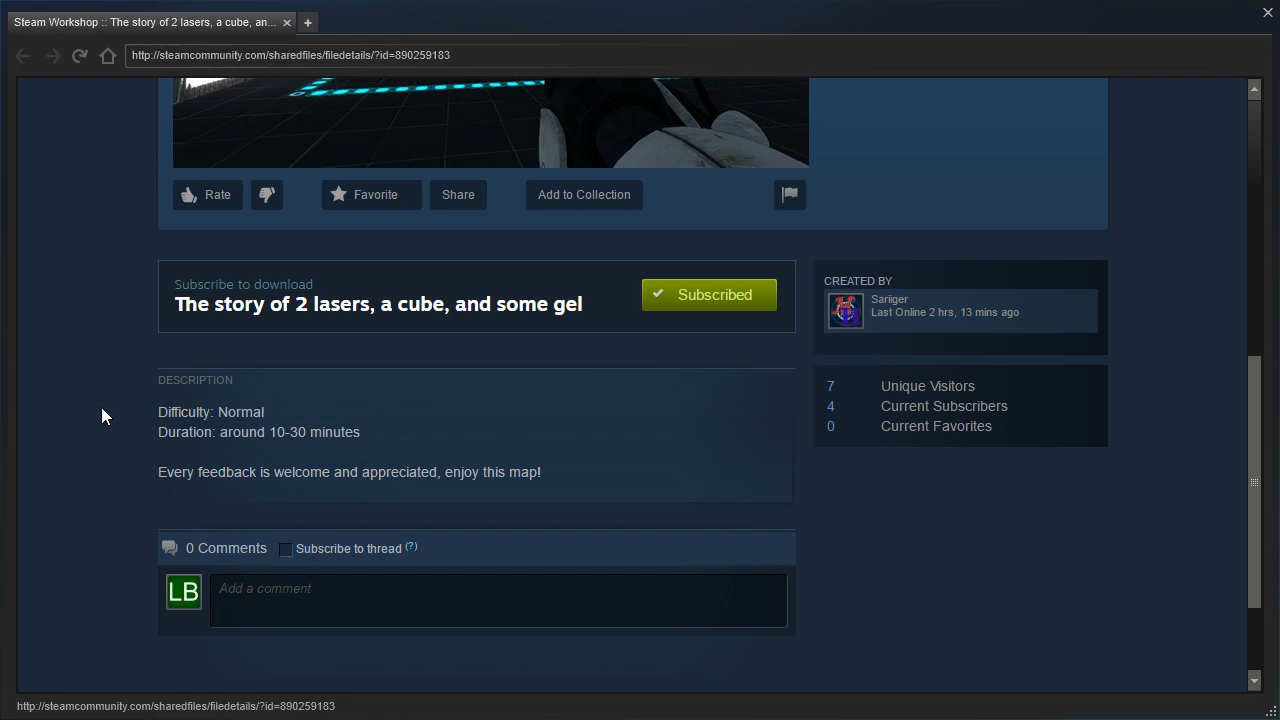 Steam Workshop :: The story of 2 lasers, a cube, an...
http://steamcommunity.com/sharedfiles/filedetails/?id=890259183
Rate
Favorite
Share
Add to Collection
Subscribe to download
The story of 2 lasers, a cube, and some gel
Subscribed
CREATED BY
Sariiger
Last Online 2 hrs, 13 mins ago
7 Unique Visitors
4 Current Subscribers
0 Current Favorites
DESCRIPTION
Difficulty: Normal
Duration: around 10-30 minutes
Every feedback is welcome and appreciated, enjoy this map!
0 Comments
Subscribe to thread (?)
LB
Add a comment
http://steamcommunity.com/sharedfiles/filedetails/?id=890259183